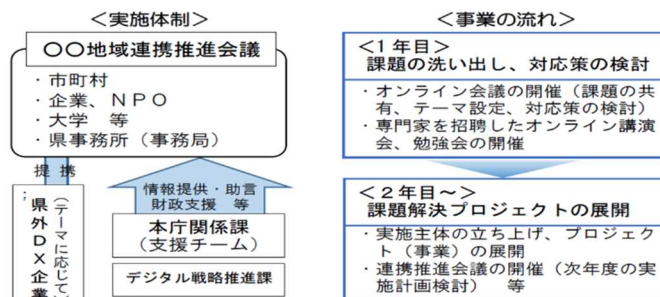 <実施体制>
〇〇地域連携推進会議
・市町村
・企業、ＮＰＯ
・大学 等
・県事務所（事務局）
提携
情報提供・助言
財政支援 等
本庁関係課
（支援チーム）
デジタル戦略推進課
（テーマに応じて）
県外ＤＸ企業
<事業の流れ>
<１年目>
課題の洗い出し、対応策の検討
・オンライン会議の開催（課題の共
有、テーマ設定、対応策の検討）
・専門家を招聘したオンライン講演
会、勉強会の開催
<２年目～>
課題解決プロジェクトの展開
・実施主体の立ち上げ、プロジェク
ト（事業）の展開
・連携推進会議の開催（次年度の実
施計画検討） 等